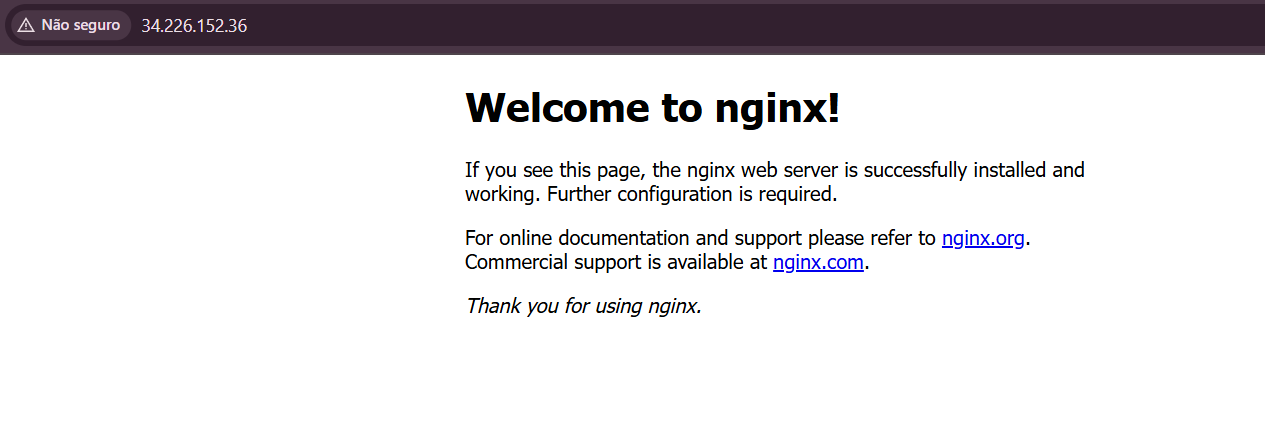 Não seguro 34.226.152.36
Welcome to nginx!
If you see this page, the nginx web server is successfully installed and
working. Further configuration is required.
For online documentation and support please refer to nginx.org.
Commercial support is available at nginx.com.
Thank you for using nginx.